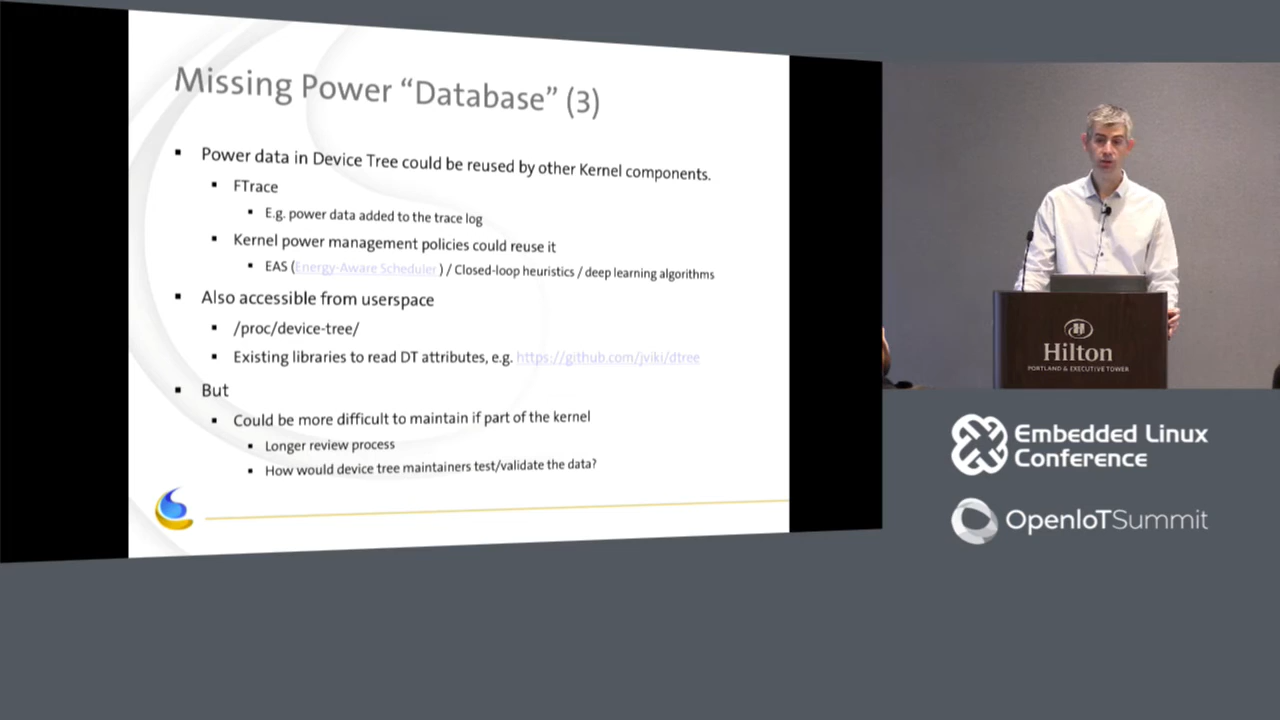 Missing Power “Database” (3)
▪ Power data in Device Tree could be reused by other Kernel components.
▪ FTrace
▪ E.g. power data added to the trace log
▪ Kernel power management policies could reuse it
▪ EAS (Energy-Aware Scheduler) / Closed-loop heuristics / deep learning algorithms
▪ Also accessible from userspace
▪ /proc/device-tree/
▪ Existing libraries to read DT attributes, e.g. https://github.com/jviki/dtree
▪ But
▪ Could be more difficult to maintain if part of the kernel
▪ Longer review process
▪ How would device tree maintainers test/validate the data?
Hilton
PORTLAND & EXECUTIVE TOWER
Embedded Linux
Conference
OpenIoTSummit